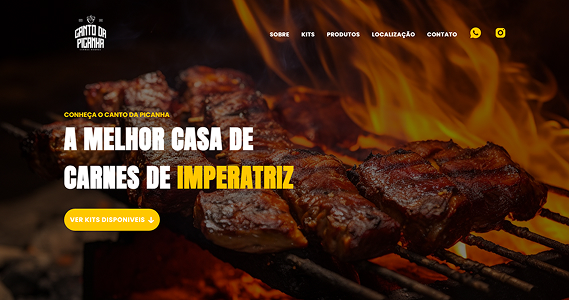 CANTO DA
PICANHA
SOBRE KITS PRODUTOS LOCALIZAÇÃO CONTATO
CONHEÇA O CANTO DA PICANHA
A MELHOR CASA DE
CARNES DE IMPERATRIZ
VER KITS DISPONIVEIS